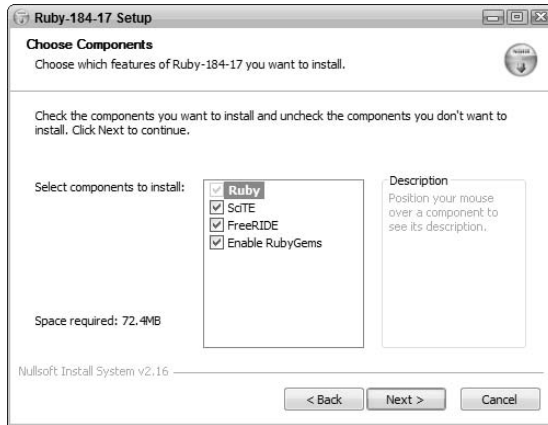 Ruby-184-17 Setup
Choose Components
Choose which features of Ruby-184-17 you want to install.
Check the components you want to install and uncheck the components you don't want to
install. Click Next to continue.
Select components to install:
Ruby
SciTE
FreeRIDE
Enable RubyGems
Description
Position your mouse
over a component to
see its description.
Space required: 72.4MB
Nullsoft Install System v2.16
< Back
Next >
Cancel